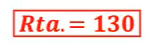 Rta. = 130